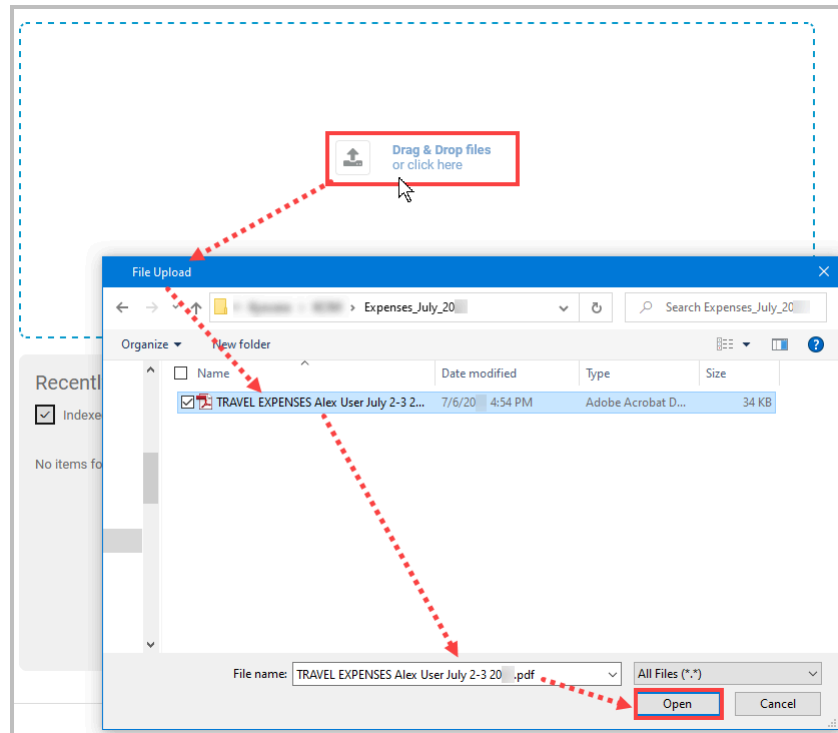 Drag & Drop files
or click here
File Upload
Expenses_July_20
Search Expenses_July_20
Organize
New folder
Name Date modified Type Size
TRAVEL EXPENSES Alex User July 2-3 2... 7/6/20 4:54 PM Adobe Acrobat D... 34 KB
Recentl
Indexe
No items fo
File name: TRAVEL EXPENSES Alex User July 2-3 20 .pdf All Files (*.*)
Open Cancel